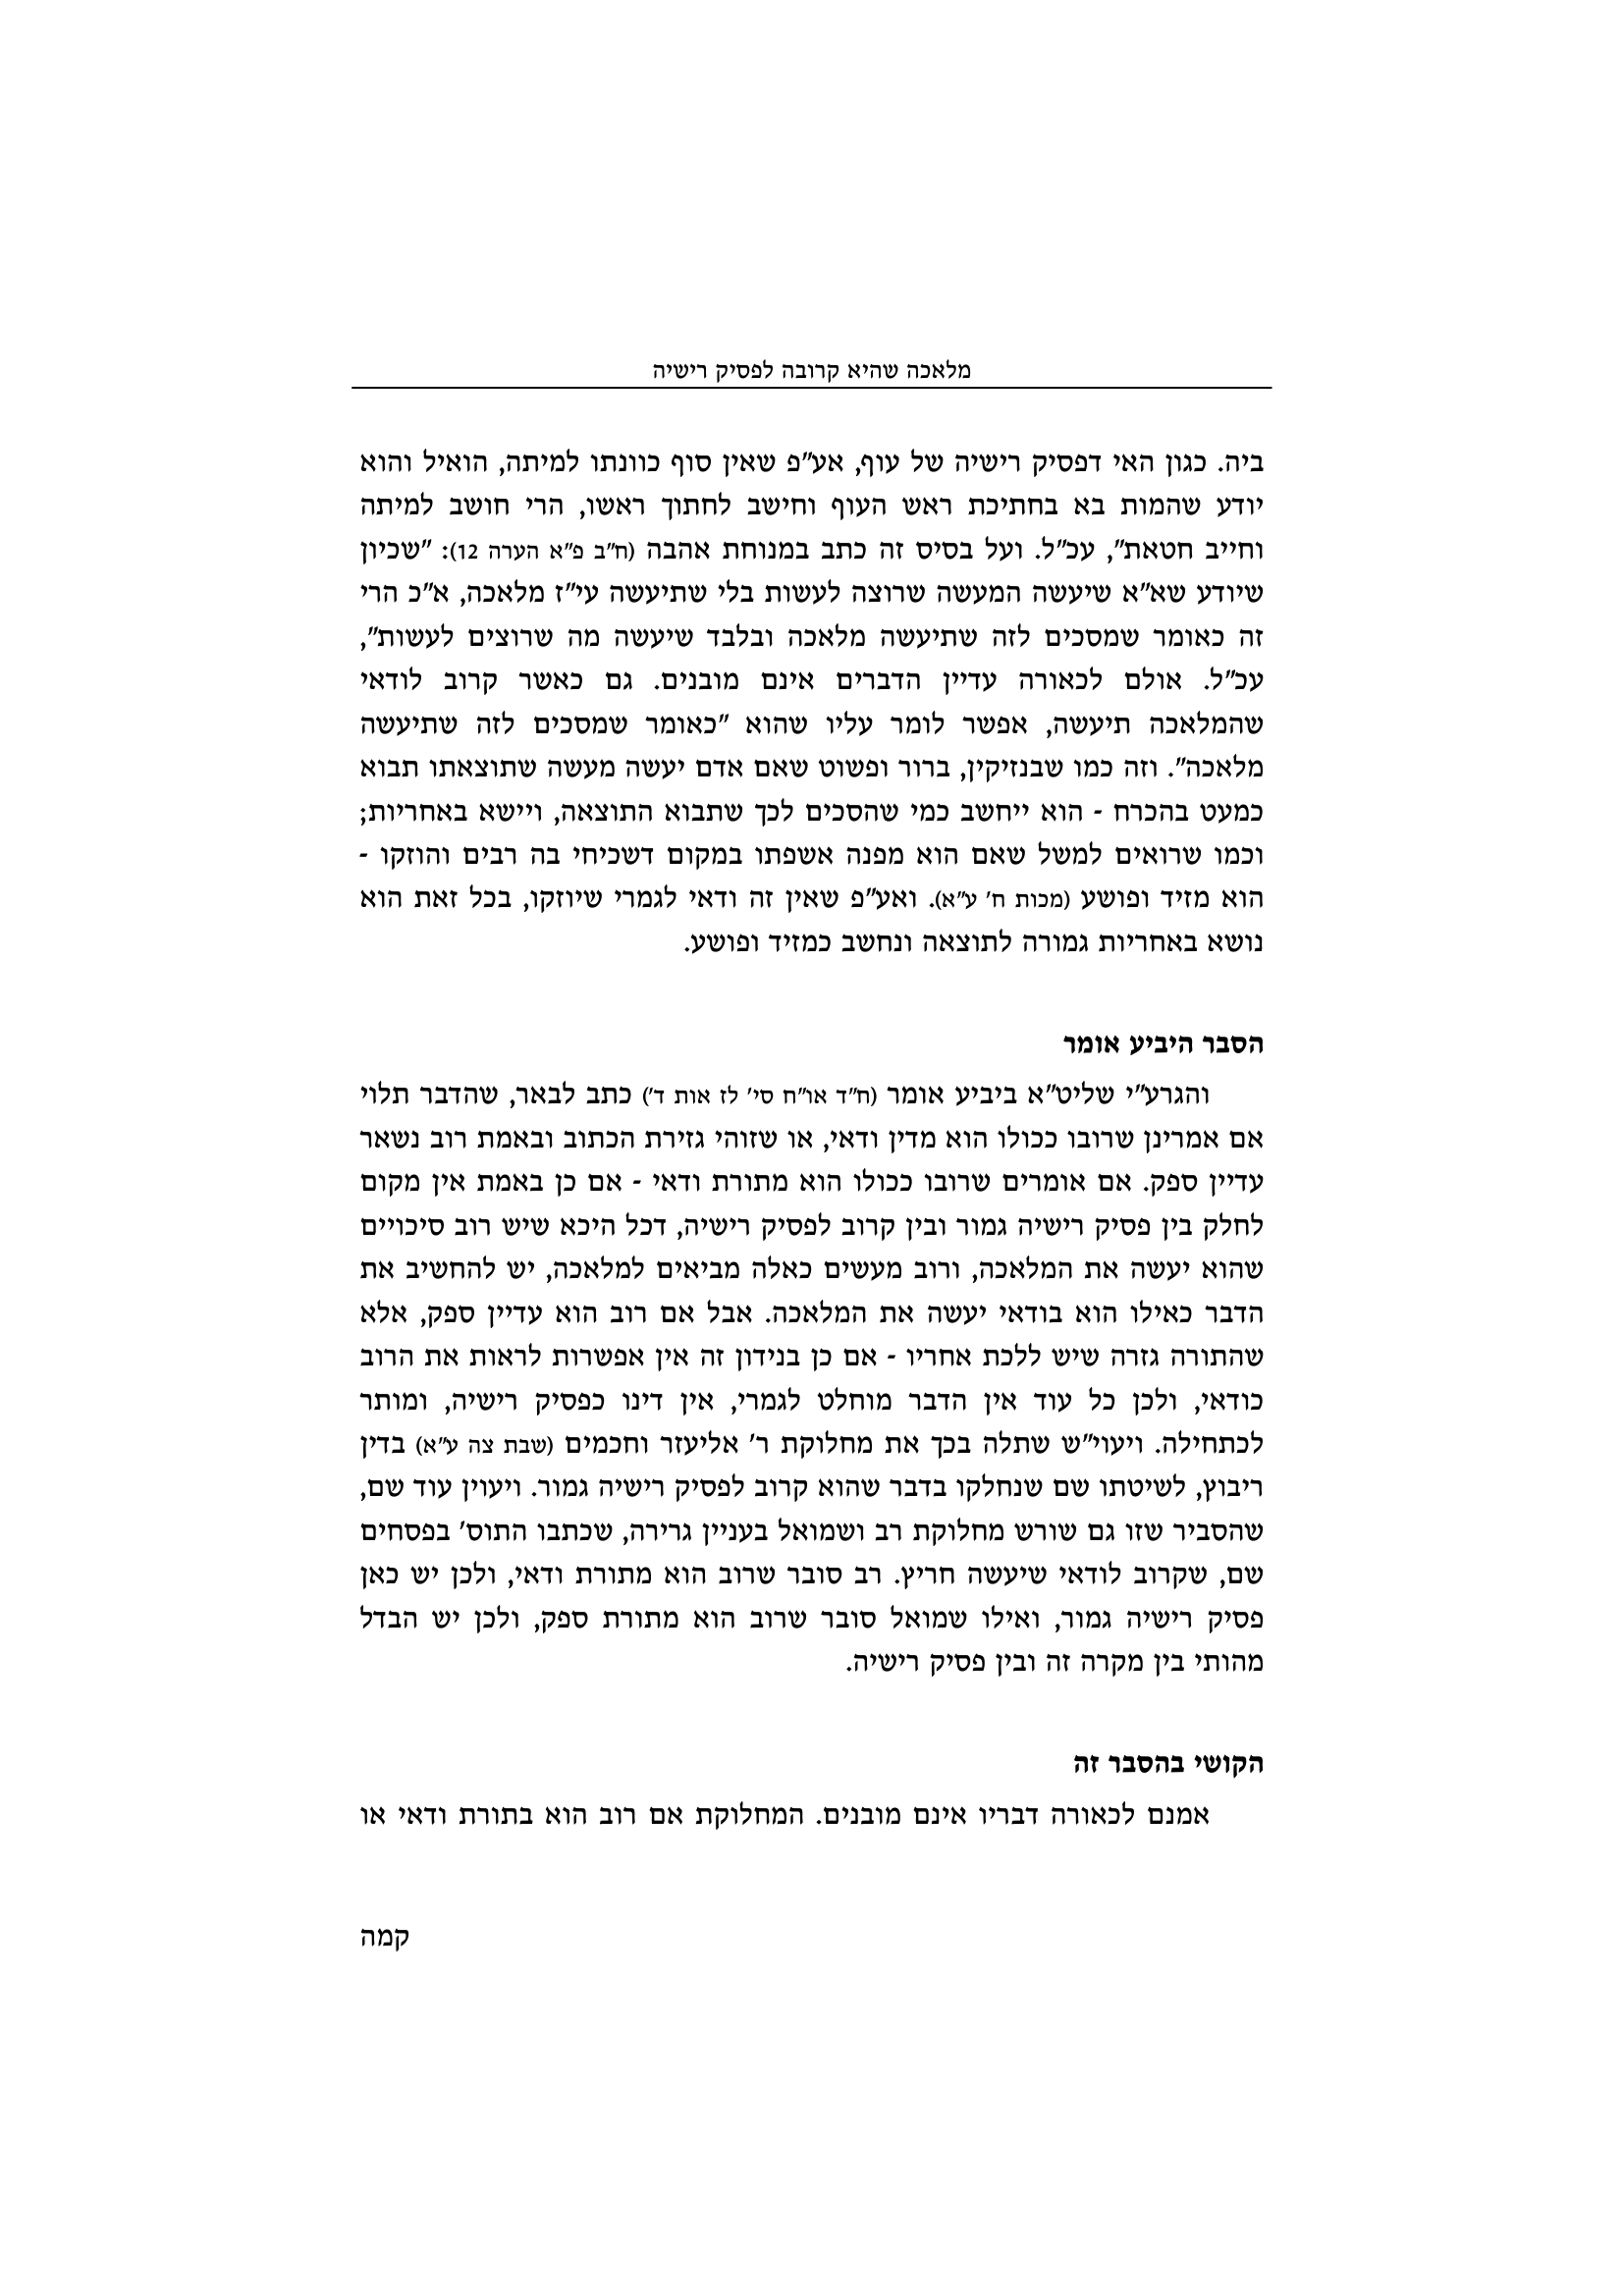 מלאכה שהיא קרובה לפסיק רישיה
ביה. כגון האי דפסיק רישיה של עוף, אע"פ שאין סוף כוונתו למיתה, הואיל והוא
יודע שהמות בא בחתיכת ראש העוף וחישב לחתוך ראשו, הרי חושב למיתה
וחייב חטאת", עכ"ל. ועל בסיס זה כתב במנוחת אהבה (ח"ב פ"א הערה 12): "שכיון
שיודע שא"א שיעשה המעשה שרוצה לעשות בלי שתיעשה עי"ז מלאכה, א"כ הרי
זה כאומר שמסכים לזה שתיעשה מלאכה ובלבד שיעשה מה שרוצים לעשות",
עכ"ל. אולם לכאורה עדיין הדברים אינם מובנים. גם כאשר קרוב לודאי
שהמלאכה תיעשה, אפשר לומר עליו שהוא "כאומר שמסכים לזה שתיעשה
מלאכה". וזה כמו שבנזיקין, ברור ופשוט שאם אדם יעשה מעשה שתוצאתו תבוא
כמעט בהכרח - הוא ייחשב כמי שהסכים לכך שתבוא התוצאה, ויישא באחריות;
וכמו שרואים למשל שאם הוא מפנה אשפתו במקום דשכיחי בה רבים והוזקו -
הוא מזיד ופושע (מכות ח' ע"א). ואע"פ שאין זה ודאי לגמרי שיוזקו, בכל זאת הוא
נושא באחריות גמורה לתוצאה ונחשב כמזיד ופושע.
הסבר היביע אומר
והגרע"י שליט"א ביביע אומר (ח"ד או"ח סי' לז אות ד') כתב לבאר, שהדבר תלוי
אם אמרינן שרובו ככולו הוא מדין ודאי, או שזוהי גזירת הכתוב ובאמת רוב נשאר
עדיין ספק. אם אומרים שרובו ככולו הוא מתורת ודאי - אם כן באמת אין מקום
לחלק בין פסיק רישיה גמור ובין קרוב לפסיק רישיה, דכל היכא שיש רוב סיכויים
שהוא יעשה את המלאכה, ורוב מעשים כאלה מביאים למלאכה, יש להחשיב את
הדבר כאילו הוא בודאי יעשה את המלאכה. אבל אם רוב הוא עדיין ספק, אלא
שהתורה גזרה שיש ללכת אחריו - אם כן בנידון זה אין אפשרות לראות את הרוב
כודאי, ולכן כל עוד אין הדבר מוחלט לגמרי, אין דינו כפסיק רישיה, ומותר
לכתחילה. ויעוי"ש שתלה בכך את מחלוקת ר' אליעזר וחכמים (שבת צה ע"א) בדין
ריבוץ, לשיטתו שם שנחלקו בדבר שהוא קרוב לפסיק רישיה גמור. ויעוין עוד שם,
שהסביר שזו גם שורש מחלוקת רב ושמואל בעניין גרירה, שכתבו התוס' בפסחים
שם, שקרוב לודאי שיעשה חריץ. רב סובר שרוב הוא מתורת ודאי, ולכן יש כאן
פסיק רישיה גמור, ואילו שמואל סובר שרוב הוא מתורת ספק, ולכן יש הבדל
מהותי בין מקרה זה ובין פסיק רישיה.
הקושי בהסבר זה
אמנם לכאורה דבריו אינם מובנים. המחלוקת אם רוב הוא בתורת ודאי או
קמה